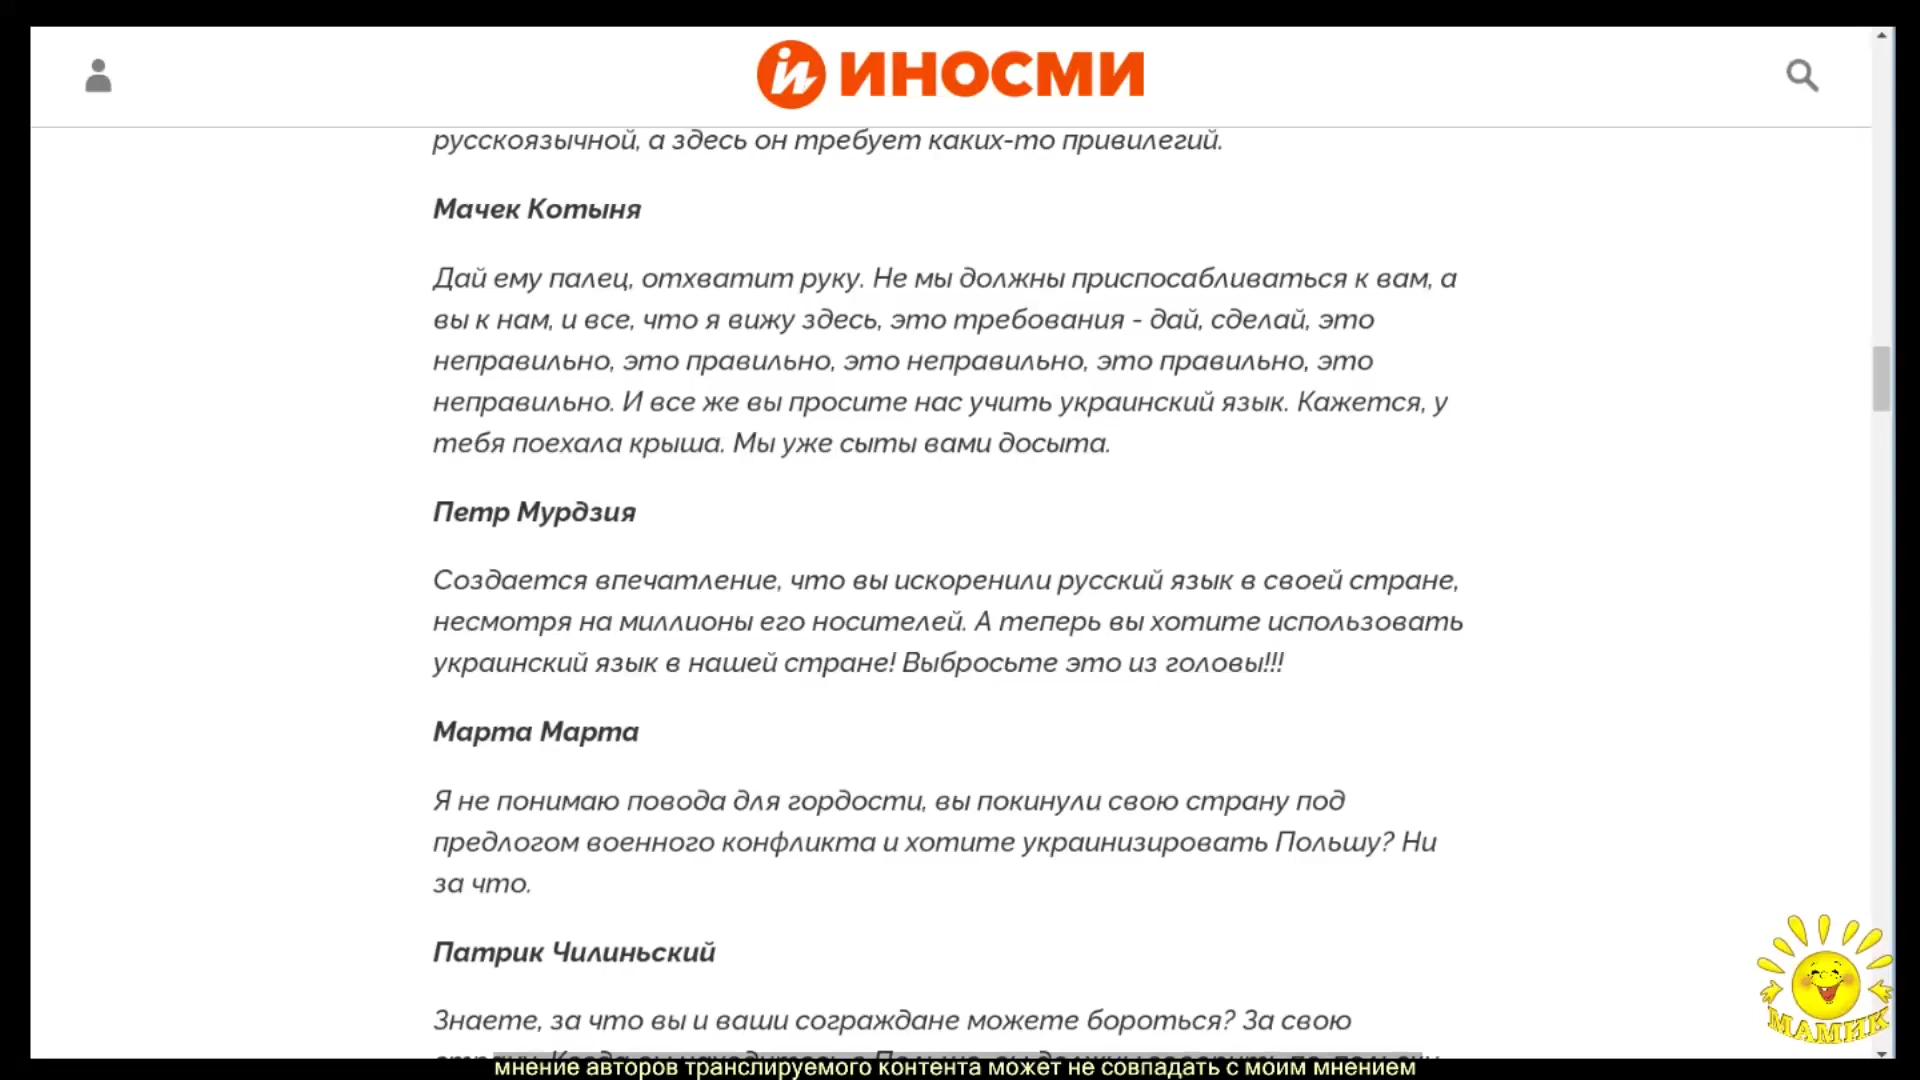 ИНОСМИ
русскоязычной, а здесь он требует каких-то привилегий.
Мачек Котыня
Дай ему палец, отхватит руку. Не мы должны приспосабливаться к вам, а
вы к нам, и все, что я вижу здесь, это требования - дай, сделай, это
неправильно, это правильно, это неправильно, это правильно, это
неправильно. И все же вы просите нас учить украинский язык. Кажется, у
тебя поехала крыша. Мы уже сыты вами досыта.
Петр Мурдзия
Создается впечатление, что вы искоренили русский язык в своей стране,
несмотря на миллионы его носителей. А теперь вы хотите использовать
украинский язык в нашей стране! Выбросьте это из головы!!!
Марта Марта
Я не понимаю повода для гордости, вы покинули свою страну под
предлогом военного конфликта и хотите украинизировать Польшу? Ни
за что.
Патрик Чилиньский
Знаете, за что вы и ваши сограждане можете бороться? За свою
МАМИК
мнение авторов транслируемого контента может не совпадать с моим мнением